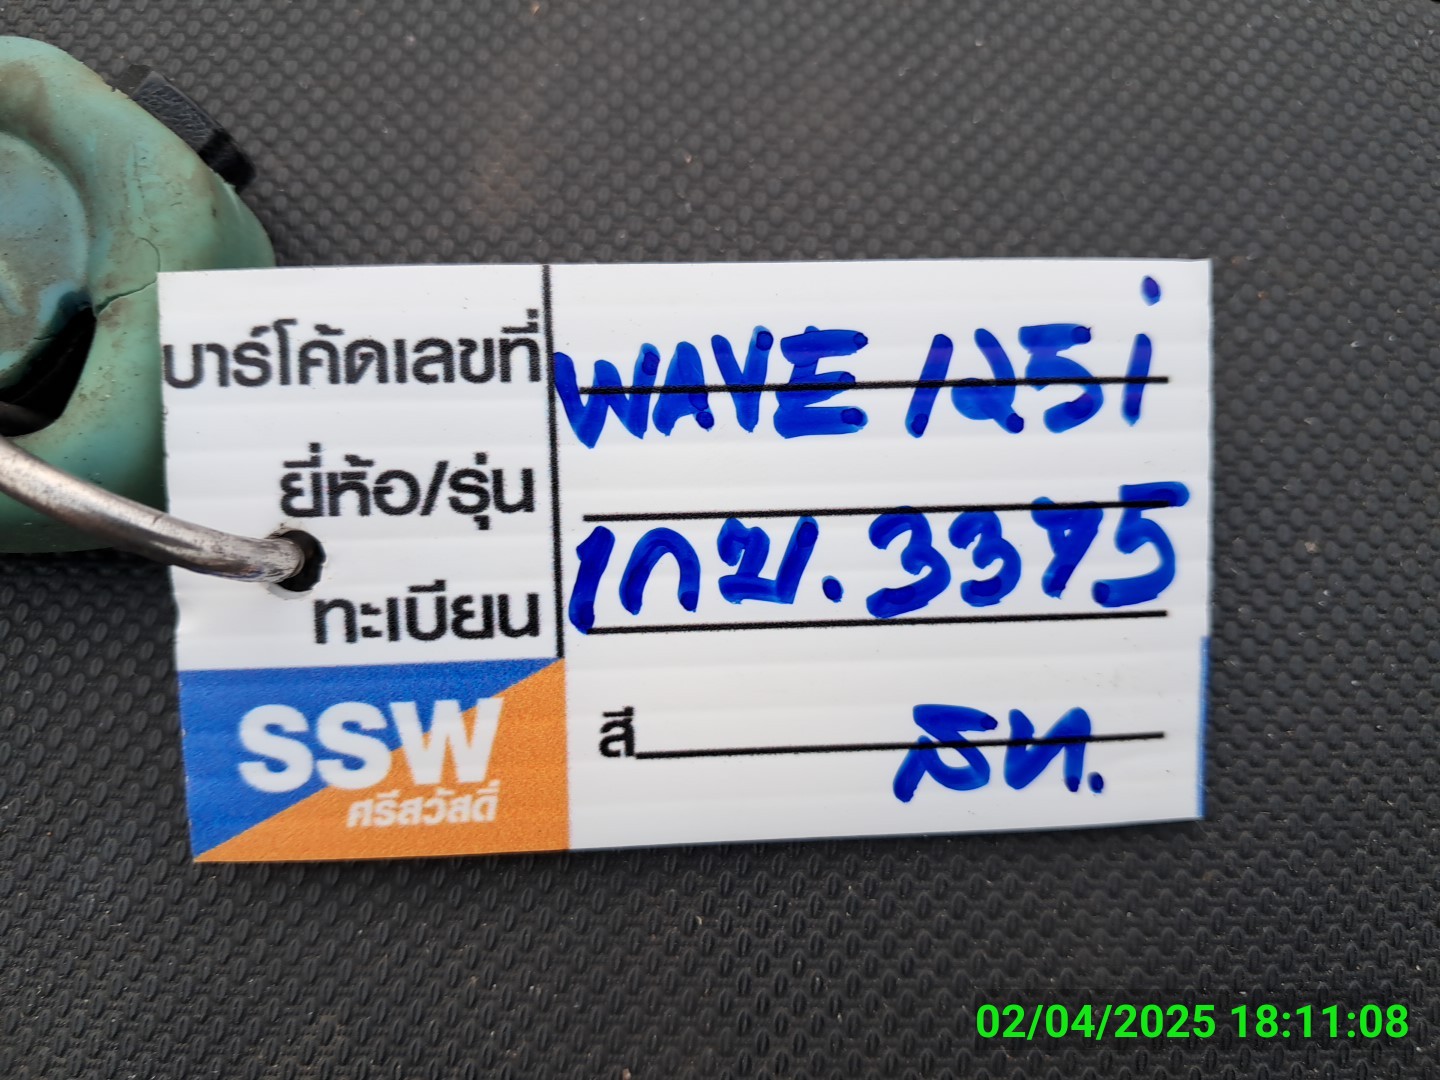 บาร์โค้ดเลขที่ WAVE 125i
ยี่ห้อ/รุ่น
ทะเบียน 1กข. 3395
SSW
ศรีสวัสดิ์
สี สท.
02/04/2025 18:11:08